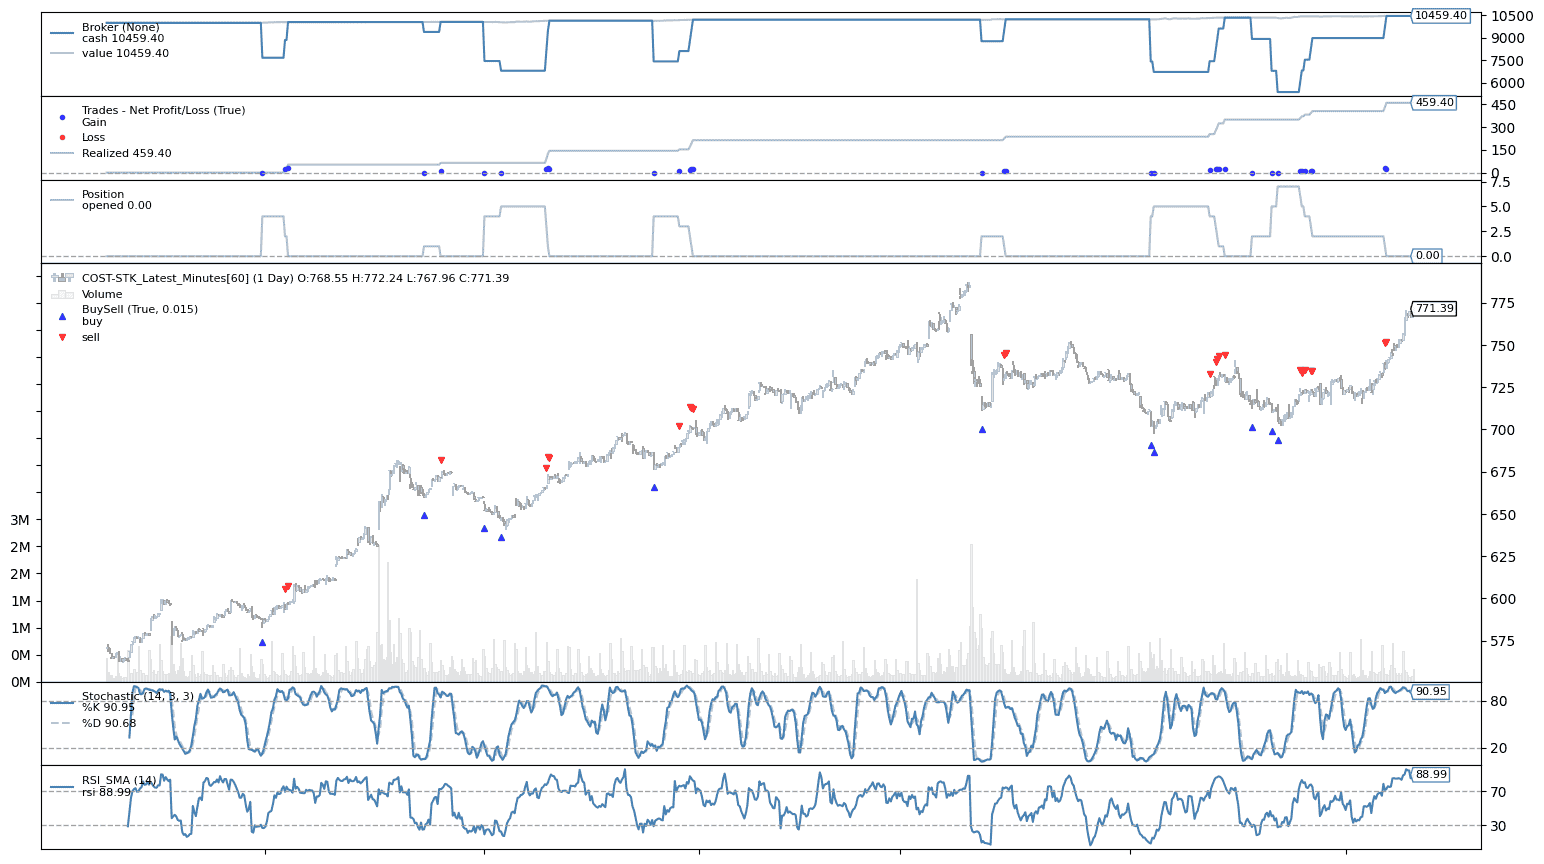 Broker (None)
cash 10459.40
value 10459.40
10459.40
10500
9000
7500
6000
Trades - Net Profit/Loss (True)
Gain
Loss
Realized 459.40
459.40
450
300
150
0
Position
opened 0.00
7.5
5.0
2.5
0.0
0.00
COST-STK_Latest_Minutes[60] (1 Day) O:768.55 H:772.24 L:767.96 C:771.39
Volume
BuySell (True, 0.015)
buy
sell
771.39
775
750
725
700
675
650
625
600
575
3M
2M
2M
1M
1M
0M
0M
Stochastic (14, 3, 3)
%K 90.95
%D 90.68
90.95
80
20
RSI_SMA (14)
rsi 88.99
88.99
70
30